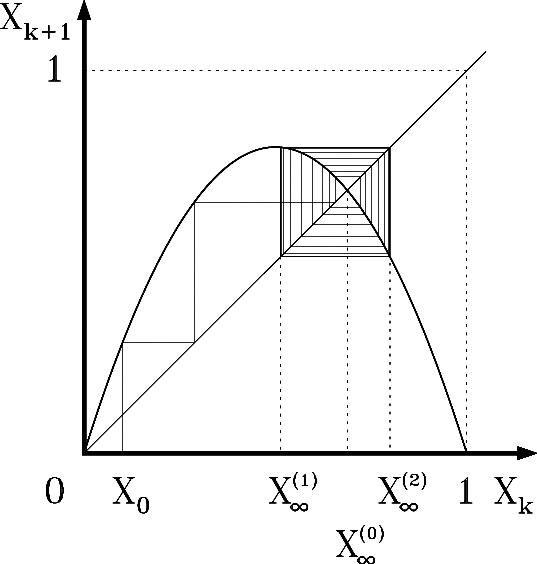 X_{k+1}
1
0 X_0 X_∞^{(1)} X_∞^{(2)} 1 X_k
X_∞^{(0)}